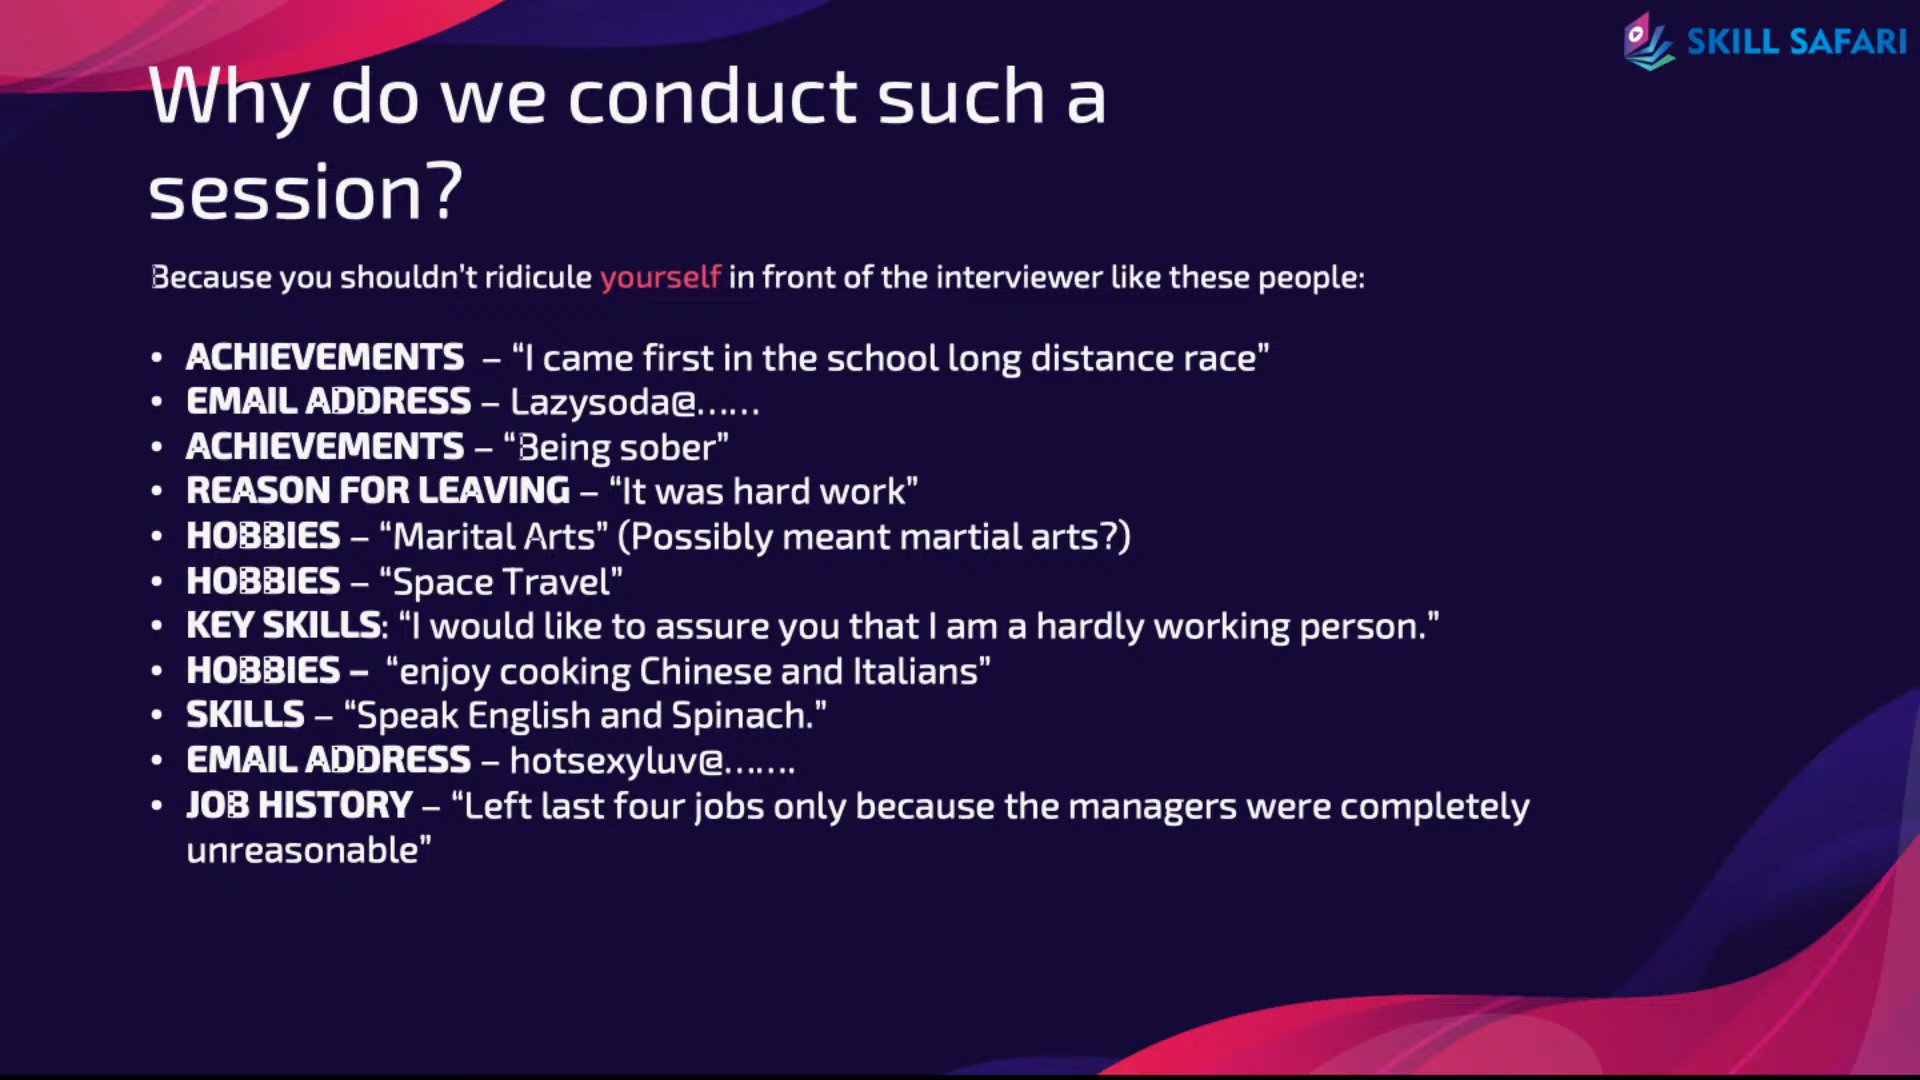 SKILL SAFARI
Why do we conduct such a
session?
Because you shouldn’t ridicule yourself in front of the interviewer like these people:
• ACHIEVEMENTS – “I came first in the school long distance race”
• EMAIL ADDRESS – Lazysoda@……
• ACHIEVEMENTS – “Being sober”
• REASON FOR LEAVING – “It was hard work”
• HOBBIES – “Marital Arts” (Possibly meant martial arts?)
• HOBBIES – “Space Travel”
• KEY SKILLS: “I would like to assure you that I am a hardly working person.”
• HOBBIES – “enjoy cooking Chinese and Italians”
• SKILLS – “Speak English and Spinach.”
• EMAIL ADDRESS – hotsexyluv@…….
• JOB HISTORY – “Left last four jobs only because the managers were completely
unreasonable”